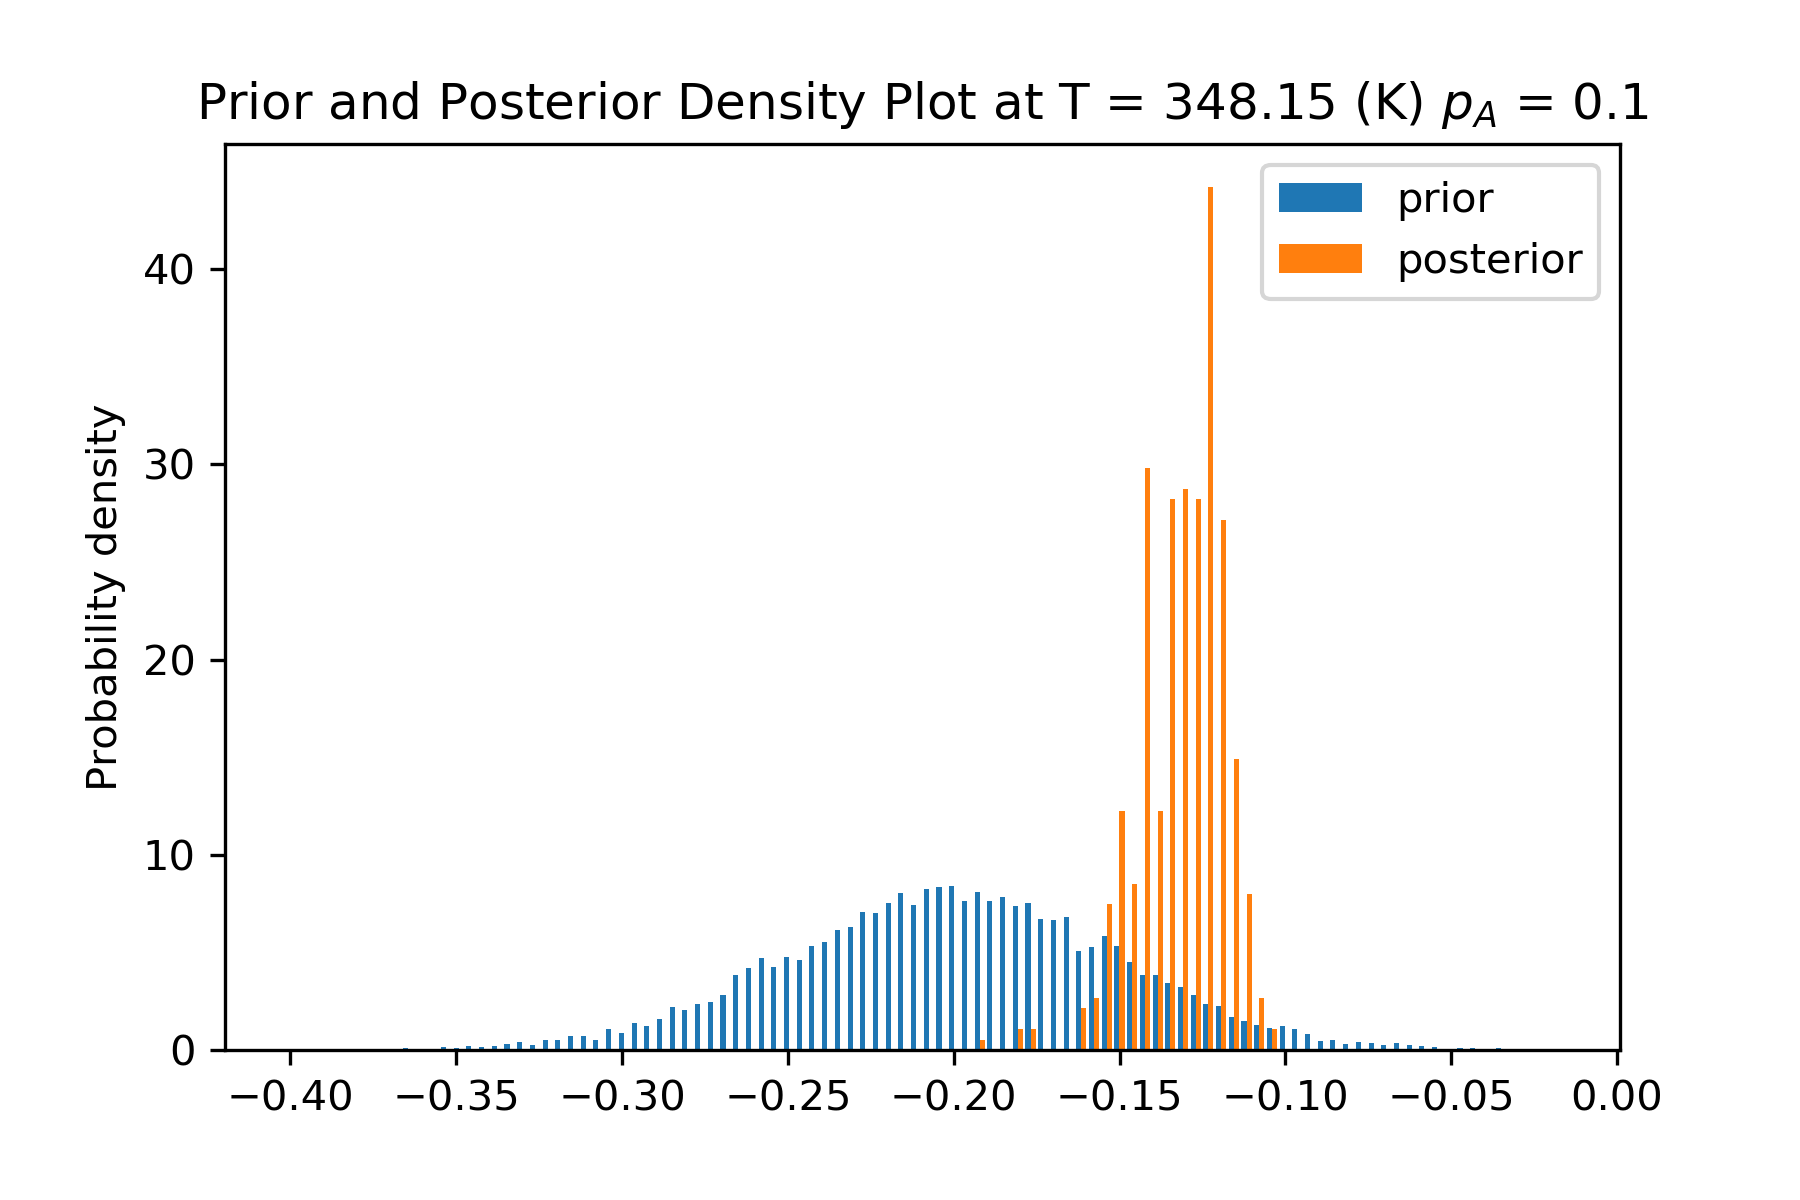 Prior and Posterior Density Plot at T = 348.15 (K) p_A = 0.1
prior
posterior
Probability density
40
30
20
10
0
−0.40 −0.35 −0.30 −0.25 −0.20 −0.15 −0.10 −0.05 0.00